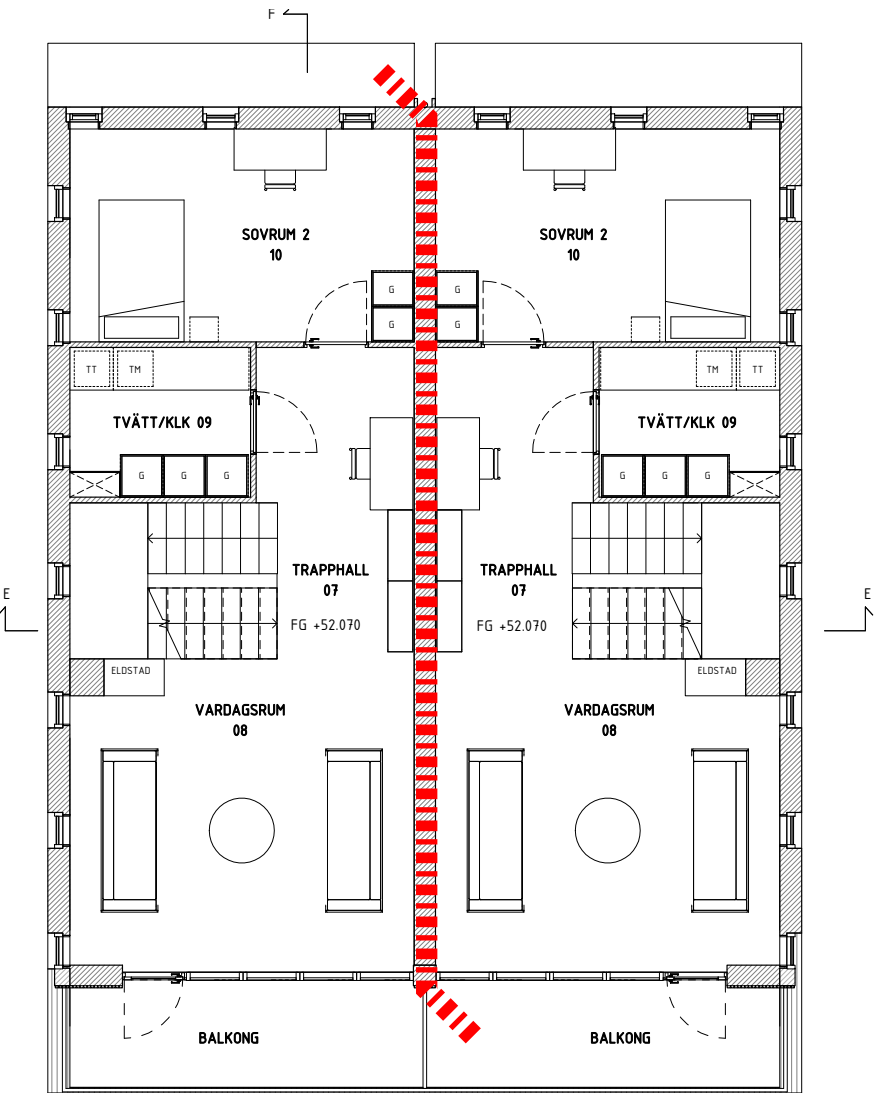 F
SOVRUM 2
10
SOVRUM 2
10
G
G
G
G
TT
TM
TM
TT
TVÄTT/KLK 09
TVÄTT/KLK 09
G
G
G
G
G
G
TRAPPHALL
07
FG +52.070
TRAPPHALL
07
FG +52.070
E
E
ELDSTAD
ELDSTAD
VARDAGSRUM
08
VARDAGSRUM
08
BALKONG
BALKONG